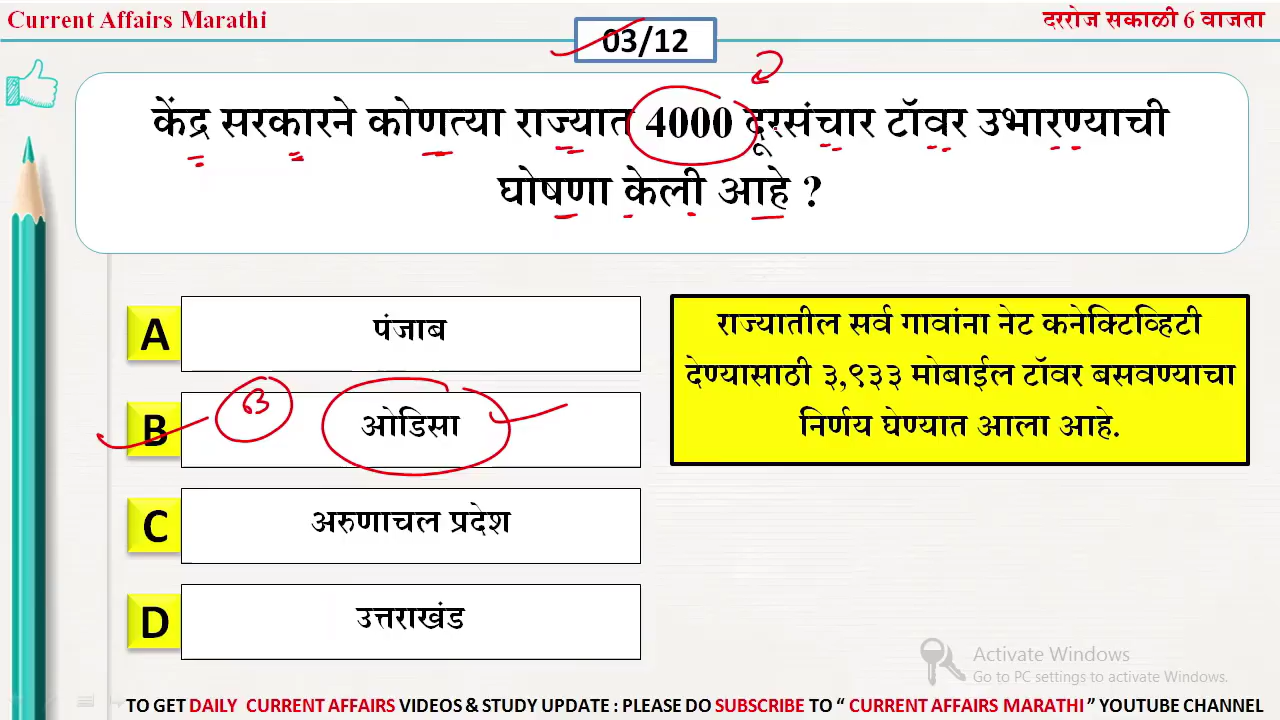 Current Affairs Marathi
दररोज सकाळी 6 वाजता
03/12
केंद्र सरकारने कोणत्या राज्यात 4000 दूरसंचार टॉवर उभारण्याची
घोषणा केली आहे ?
A पंजाब
B ओडिसा
C अरुणाचल प्रदेश
D उत्तराखंड
राज्यातील सर्व गावांना नेट कनेक्टिव्हिटी
देण्यासाठी ३,९३३ मोबाईल टॉवर बसवण्याचा
निर्णय घेण्यात आला आहे.
Activate Windows
Go to PC settings to activate Windows.
TO GET DAILY CURRENT AFFAIRS VIDEOS & STUDY UPDATE : PLEASE DO SUBSCRIBE TO “ CURRENT AFFAIRS MARATHI ” YOUTUBE CHANNEL